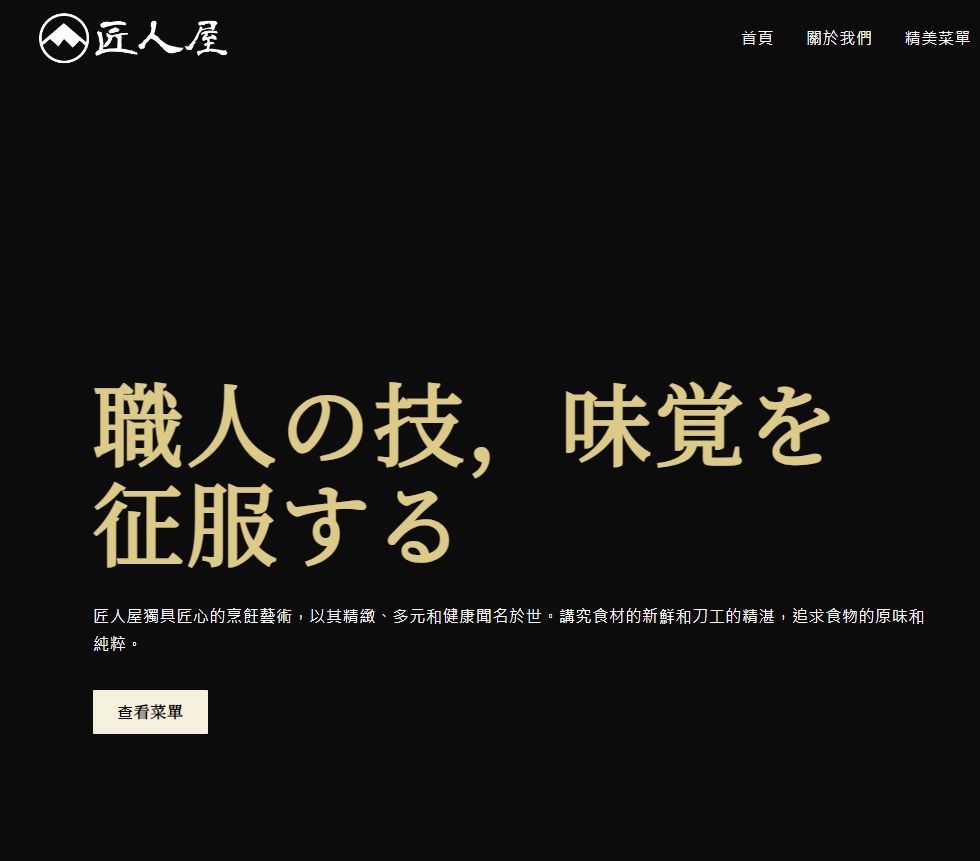 匠人屋
首頁 關於我們 精美菜單
職人の技，味覚を
征服する
匠人屋獨具匠心的烹飪藝術，以其精緻、多元和健康聞名於世。講究食材的新鮮和刀工的精湛，追求食物的原味和
純粹。
查看菜單